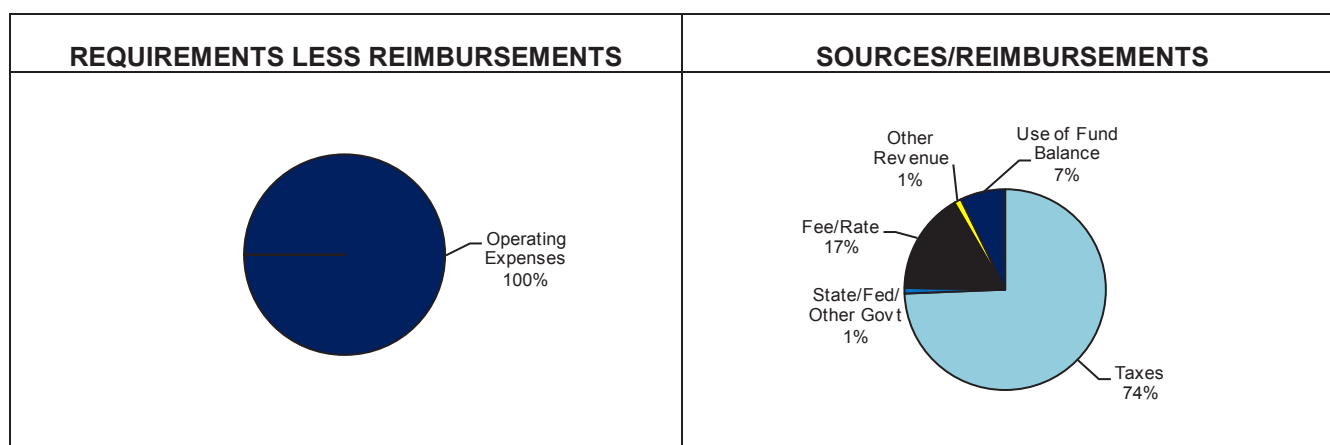 REQUIREMENTS LESS REIMBURSEMENTS
Operating
Expenses
100%
SOURCES/REIMBURSEMENTS
Other
Revenue
1%
Use of Fund
Balance
7%
Fee/Rate
17%
State/Fed/
Other Govt
1%
Taxes
74%